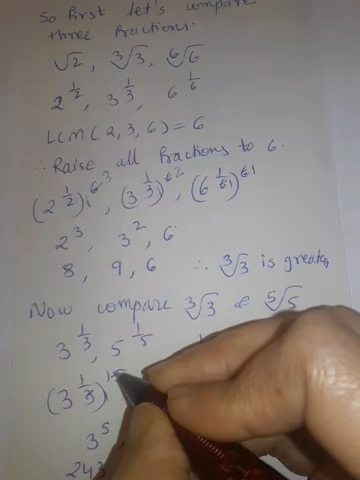 So first let's compare
three fractions.
√2, ∛3, ⁶√6
2^(1/2), 3^(1/3), 6^(1/6)
LCM(2,3,6) = 6
∴ Raise all fractions to 6.
(2^(1/2))^6 3, (3^(1/3))^6 2, (6^(1/6))^6 1
2³, 3², 6
8, 9, 6 ∴ ∛3 is greater
Now compare ∛3 & ⁵√5
3^(1/3), 5^(1/5)
(3^(1/3))^15
3⁵
243